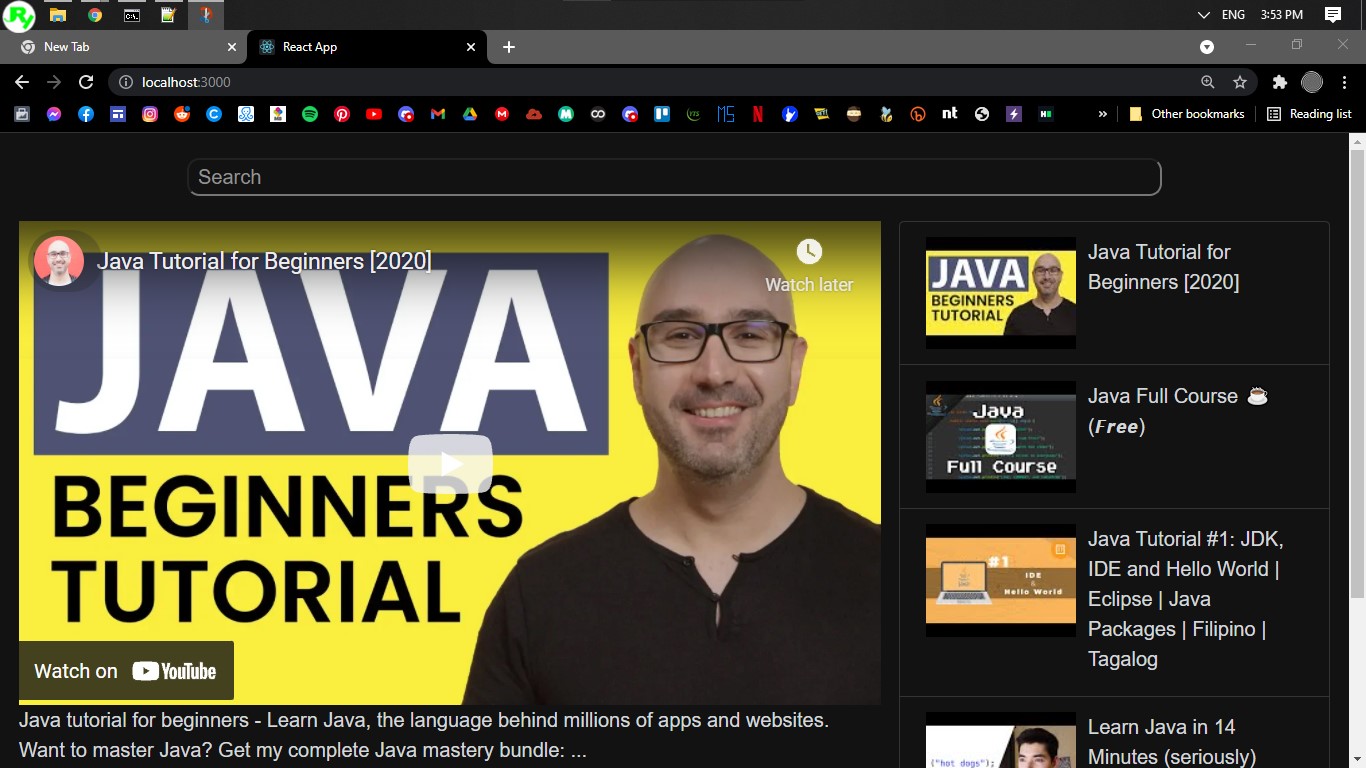 Ry
ENG 3:53 PM
New Tab
React App
localhost:3000
Other bookmarks
Reading list
Search
Java Tutorial for Beginners [2020]
Watch later
JAVA
BEGINNERS
TUTORIAL
Watch on YouTube
Java tutorial for beginners - Learn Java, the language behind millions of apps and websites.
Want to master Java? Get my complete Java mastery bundle: ...
JAVA
BEGINNERS
TUTORIAL
Java Tutorial for
Beginners [2020]
Java
Full Course
Java Full Course ☕
(𝙁𝙧𝙚𝙚)
#1
IDE
&
Hello World
Java Tutorial #1: JDK,
IDE and Hello World |
Eclipse | Java
Packages | Filipino |
Tagalog
("hot dogs");
Learn Java in 14
Minutes (seriously)